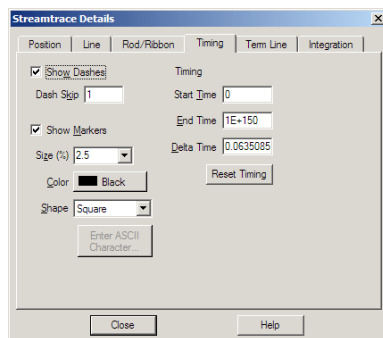 Streamtrace Details
Position Line Rod/Ribbon Timing Term Line Integration
Show Dashes
Dash Skip 1
Show Markers
Size (%) 2.5
Color Black
Shape Square
Enter ASCII
Character...
Timing
Start Time 0
End Time 1E+150
Delta Time 0.0635085
Reset Timing
Close Help